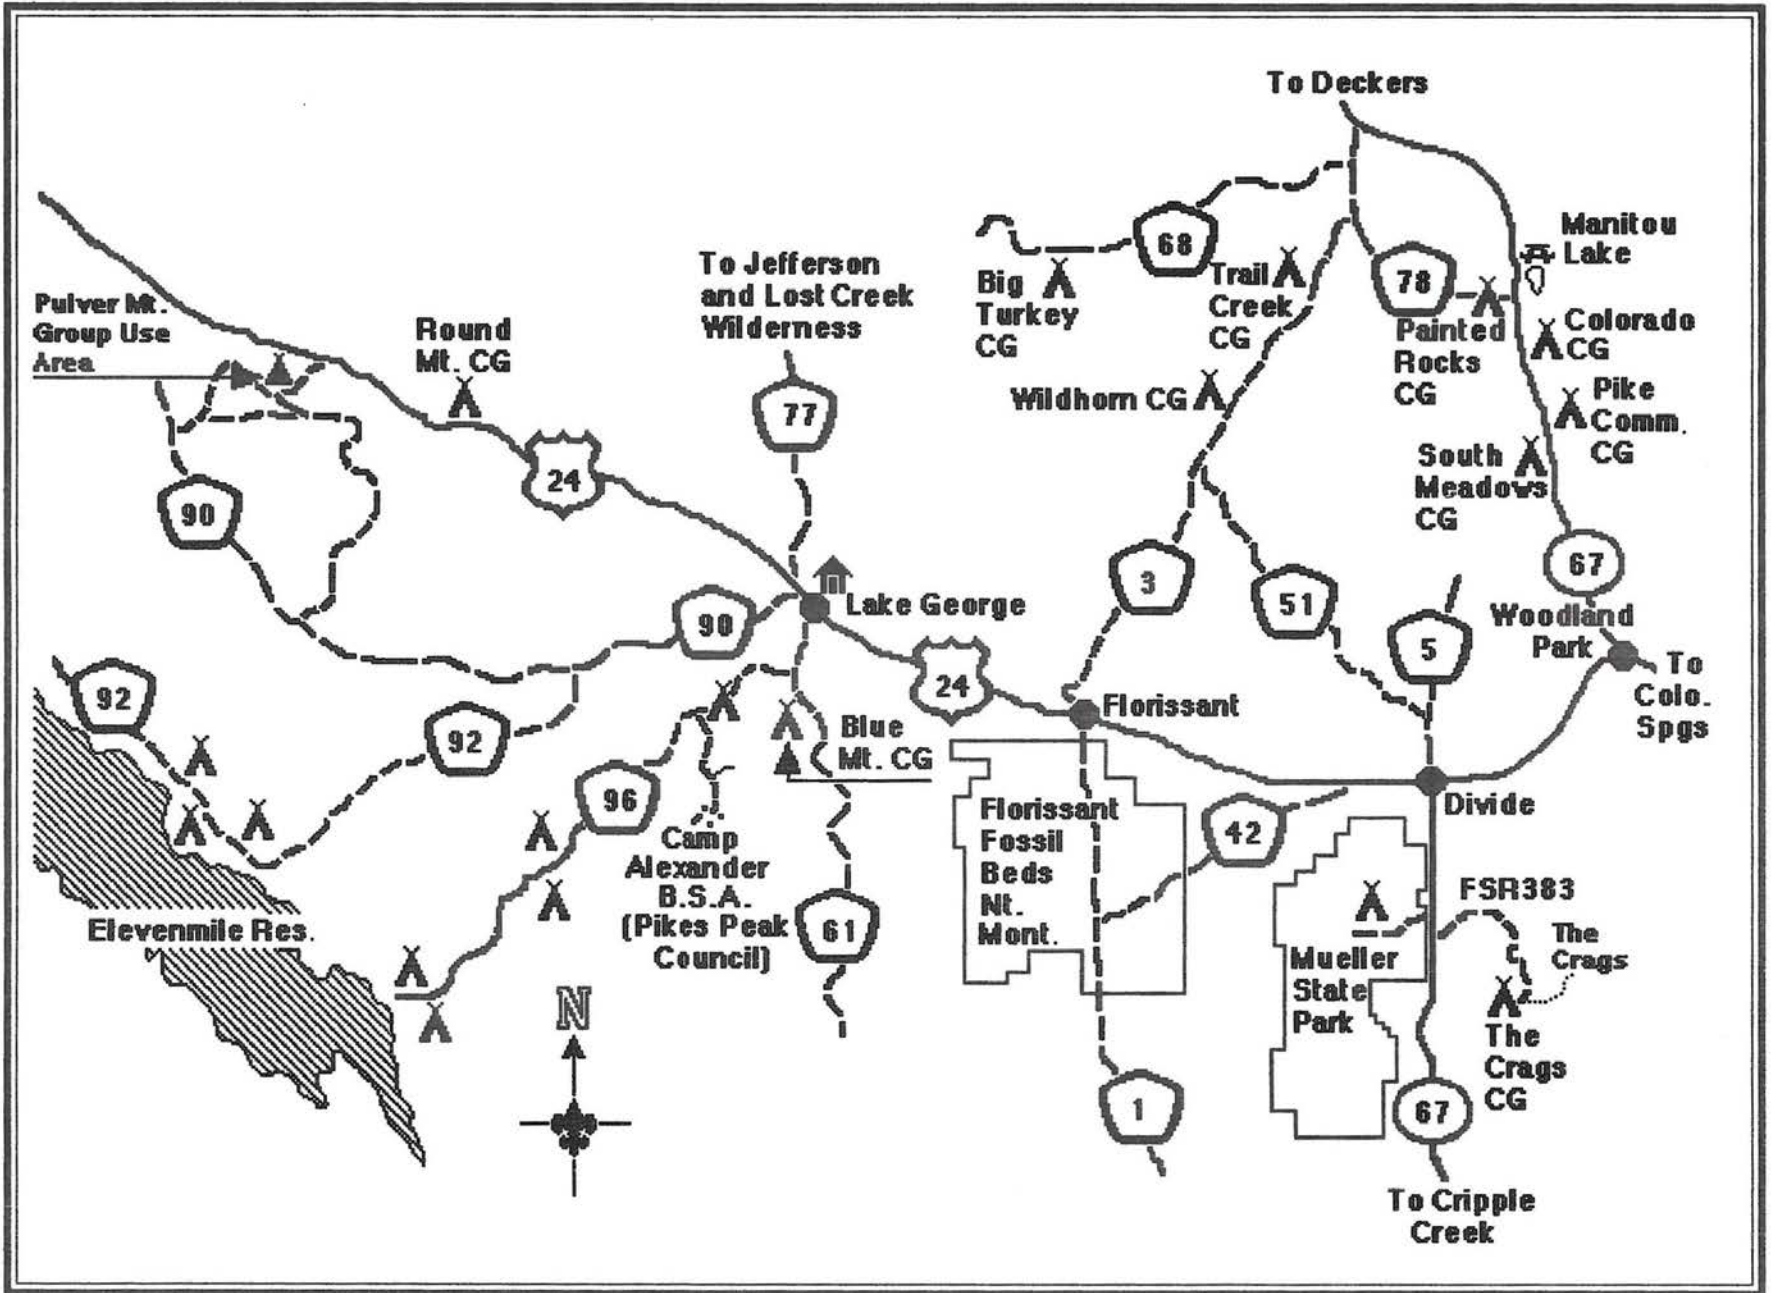 To Deckers
Manitou
Lake
68
Big
Turkey
CG
Trail
Creek
CG
78
Painted
Rocks
CG
Colorado
CG
Pike
Comm.
CG
Wildhorn CG
South
Meadows
CG
67
To Jefferson
and Lost Creek
Wilderness
77
Pulver Mt.
Group Use
Area
Round
Mt. CG
24
90
90
Lake George
3
51
5
Woodland
Park
To
Colo.
Spgs
92
92
24
Florissant
Blue
Mt. CG
96
Camp
Alexander
B.S.A.
(Pikes Peak
Council)
61
Elevenmile Res.
N
Florissant
Fossil
Beds
Nt.
Mont.
42
Divide
FSR383
Mueller
State
Park
The
Crags
The
Crags
CG
1
67
To Cripple
Creek